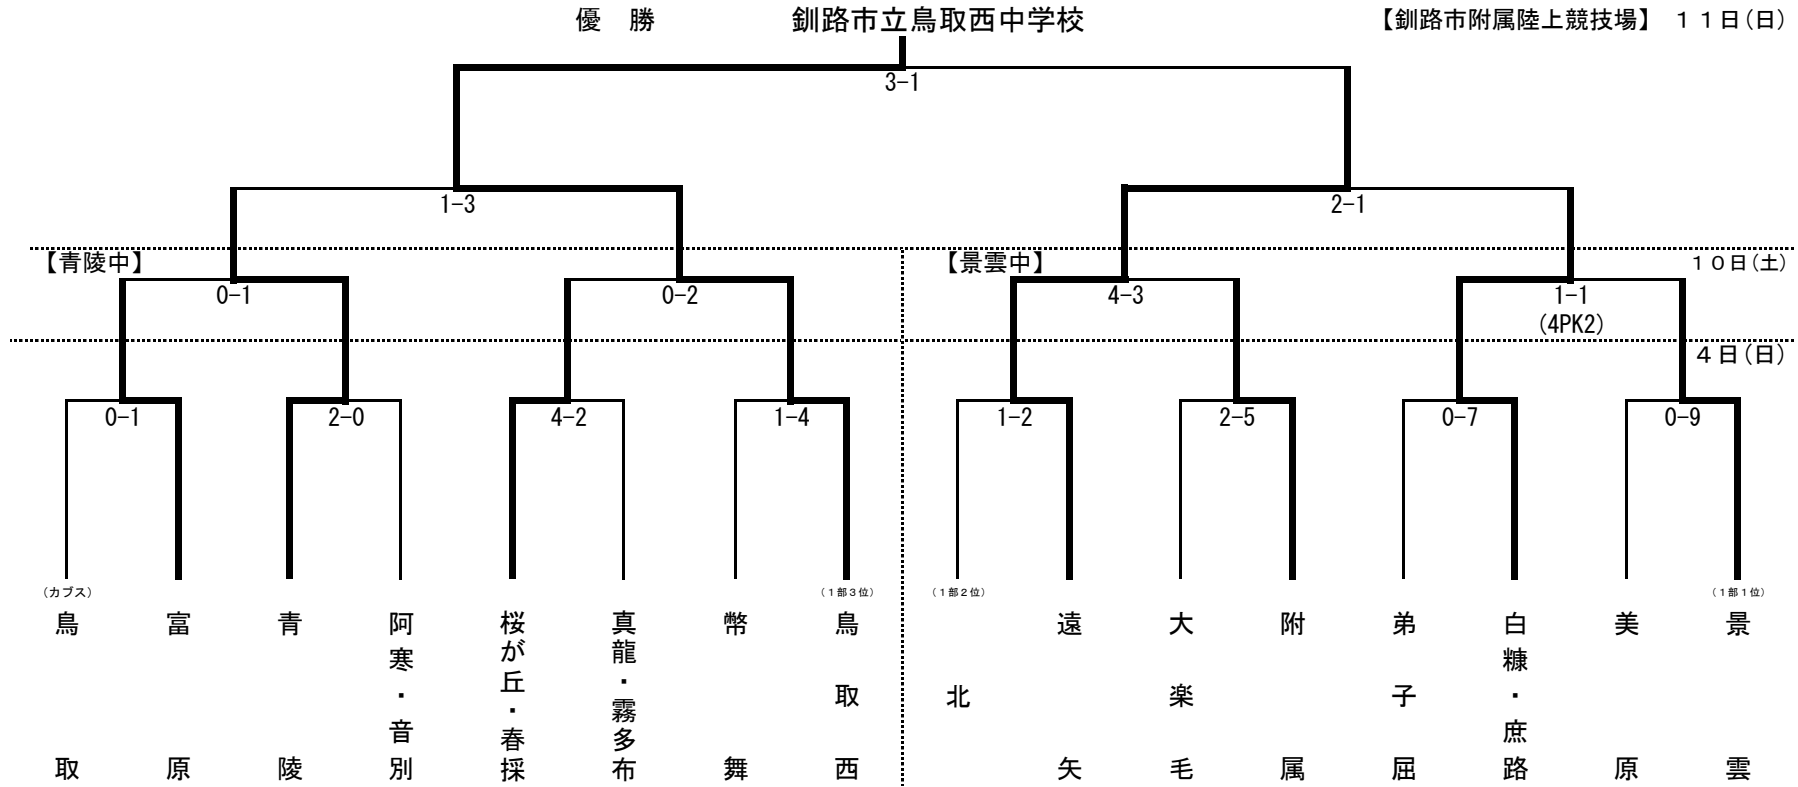 優　勝　釧路市立鳥取西中学校　【釧路市附属陸上競技場】　１１日(日)
3-1
1-3　2-1
【青陵中】　【景雲中】　１０日(土)
0-1　0-2　4-3　1-1
(4PK2)
４日(日)
0-1　2-0　4-2　1-4　1-2　2-5　0-7　0-9
(カブス)　(１部３位)　(１部２位)　(１部１位)
鳥取
富原
青陵
阿寒・音別
桜が丘・春採
真龍・霧多布
幣舞
鳥取西
北
遠矢
大楽毛
附属
弟子屈
白糠・庶路
美原
景雲